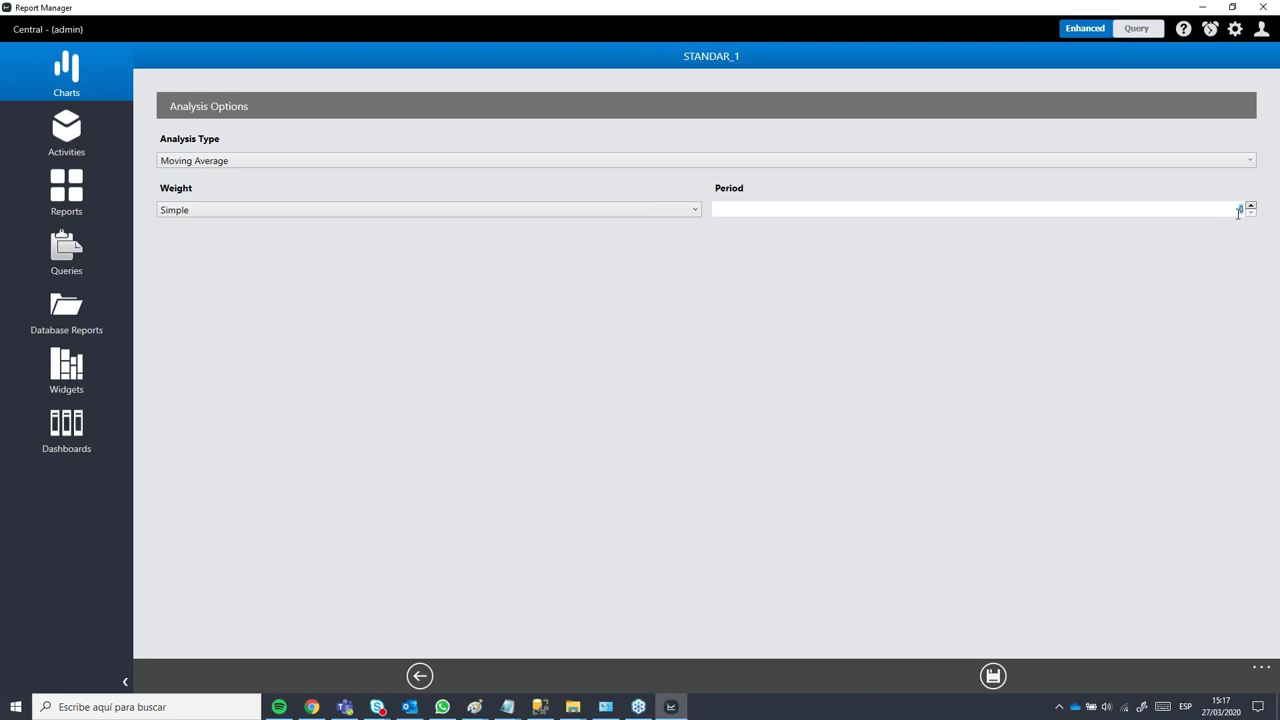 Report Manager
Central - (admin)
Enhanced
Query
STANDAR_1
Charts
Activities
Reports
Queries
Database Reports
Widgets
Dashboards
Analysis Options
Analysis Type
Moving Average
Weight
Period
Simple
Escribe aquí para buscar
ESP
15:17
27/03/2020